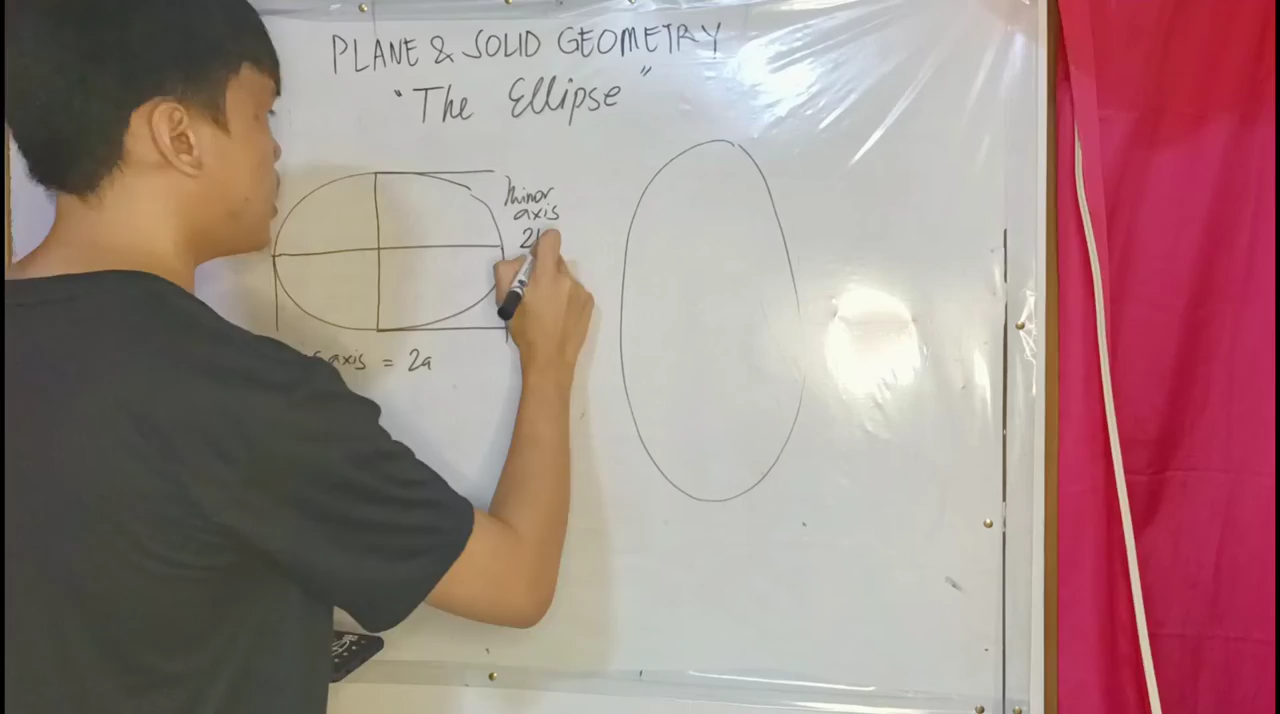 PLANE & SOLID GEOMETRY
"The Ellipse"
Minor
axis
axis = 2a